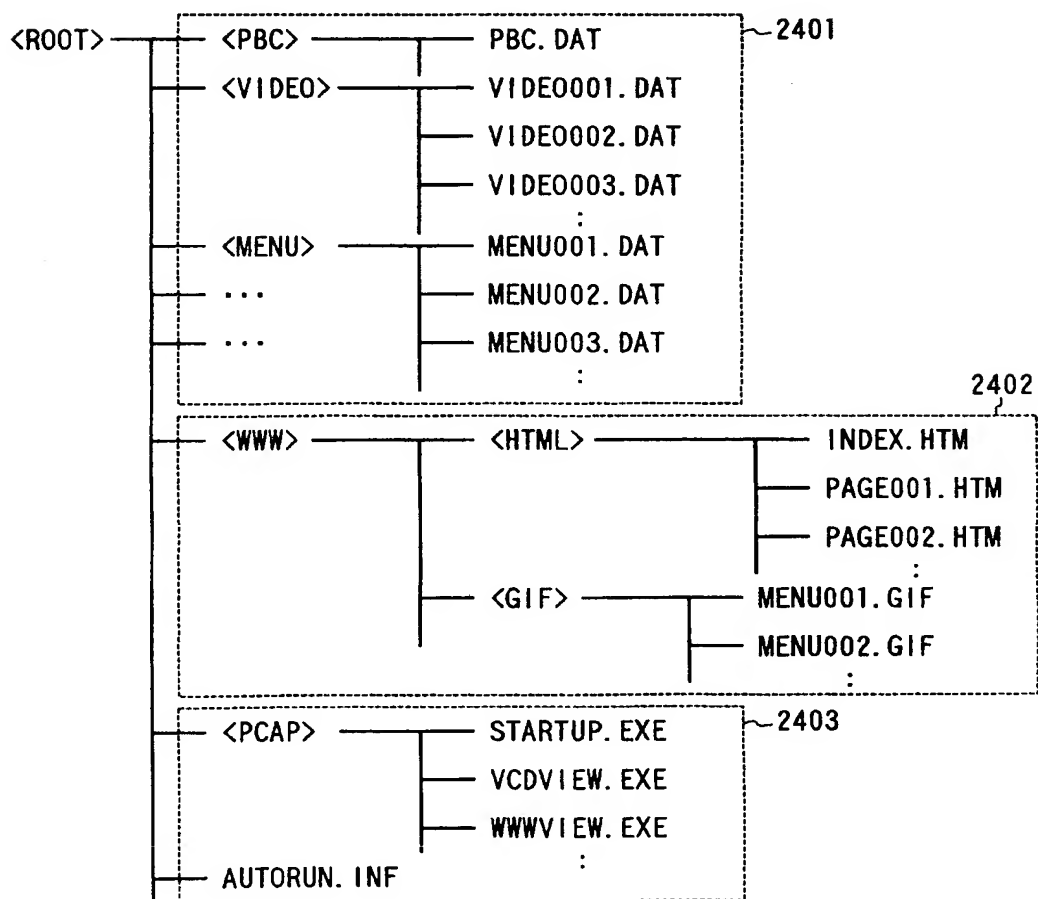 <ROOT> <PBC> PBC.DAT 2401
<VIDEO> VIDEO001.DAT
VIDEO002.DAT
VIDEO003.DAT
:
<MENU> MENU001.DAT
... MENU002.DAT
... MENU003.DAT
:
2402
<WWW> <HTML> INDEX.HTM
PAGE001.HTM
PAGE002.HTM
:
<GIF> MENU001.GIF
MENU002.GIF
:
<PCAP> STARTUP.EXE 2403
VCDVIEW.EXE
WWWVIEW.EXE
:
AUTORUN.INF